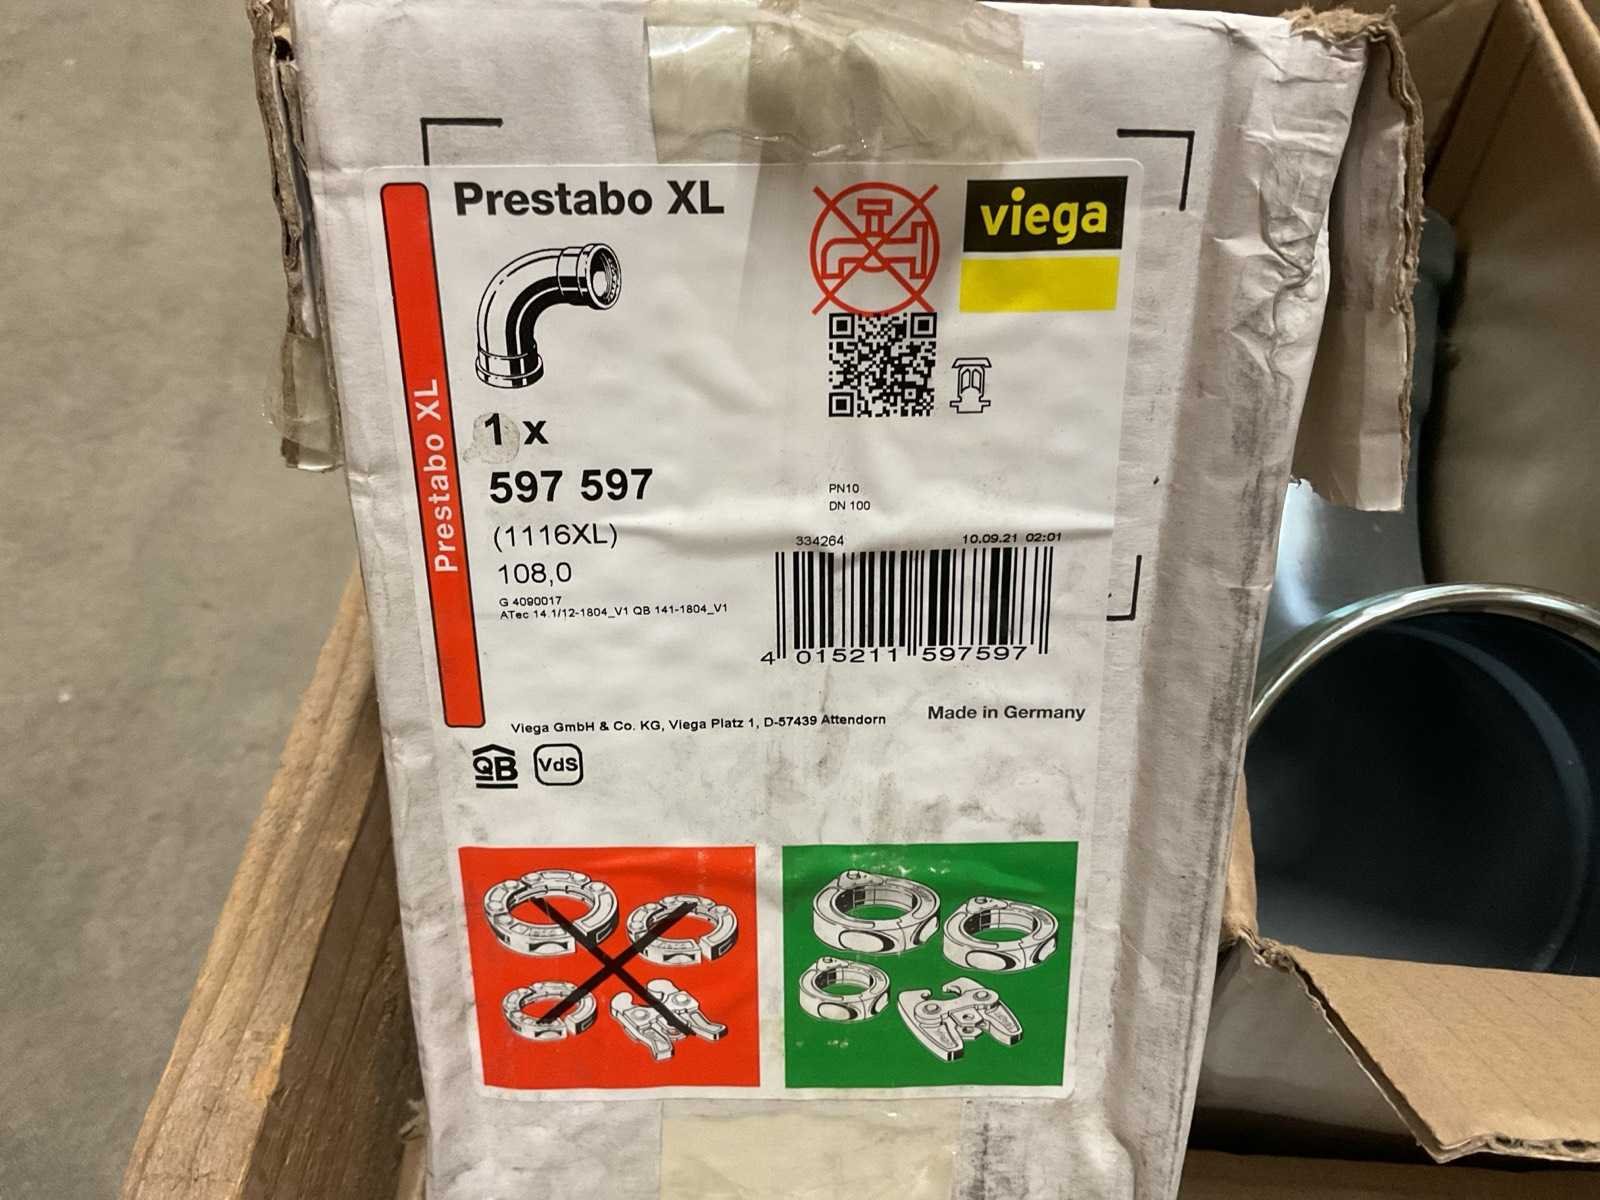 Prestabo XL
viega
Prestabo XL
1 x
597 597
(1116XL)
108,0
G 4090017
ATec 14.1/12-1804_V1 QB 141-1804_V1
PN10
DN 100
334264 10.09.21 02:01
4 015211 597597
Viega GmbH & Co. KG, Viega Platz 1, D-57439 Attendorn
Made in Germany
QB
VdS